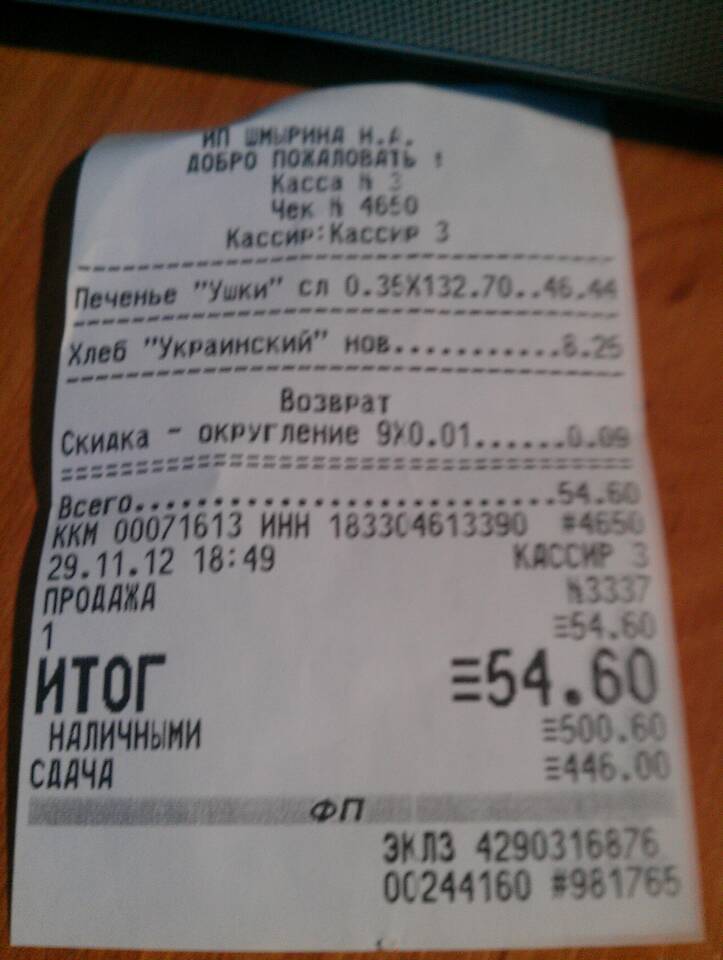 ИП ШМЫРИНА Н.А.
ДОБРО ПОЖАЛОВАТЬ !
Касса N 3
Чек N 4650
Кассир:Кассир 3
Печенье "Ушки" сл 0.35X132.70..46.44
Хлеб "Украинский" нов...........8.25
Возврат
Скидка - округление 9X0.01......0.09
Всего...........................54.60
ККМ 00071613 ИНН 183304613390 #4650
29.11.12 18:49 КАССИР 3
ПРОДАЖА N3337
1 ≡54.60
ИТОГ ≡54.60
НАЛИЧНЫМИ ≡500.60
СДАЧА ≡446.00
ФП
ЭКЛЗ 4290316876
00244160 #981765